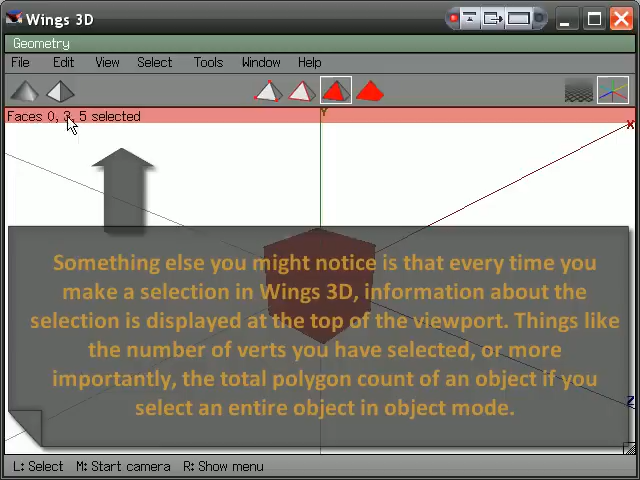 Wings 3D
Geometry
File Edit View Select Tools Window Help
Faces 0, 3, 5 selected
Y
X
Something else you might notice is that every time you
make a selection in Wings 3D, information about the
selection is displayed at the top of the viewport. Things like
the number of verts you have selected, or more
importantly, the total polygon count of an object if you
select an entire object in object mode.
Z
L: Select M: Start camera R: Show menu